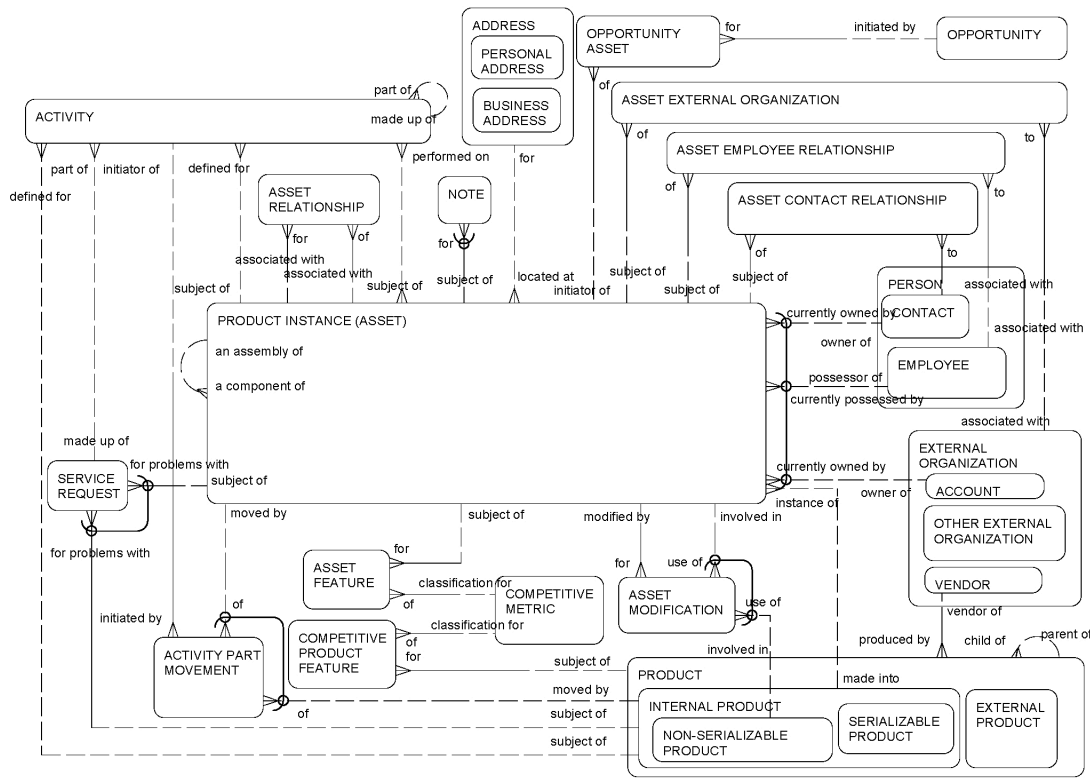 ADDRESS
PERSONAL
ADDRESS
BUSINESS
ADDRESS
for
OPPORTUNITY
ASSET
for
initiated by
OPPORTUNITY
of
part of
made up of
ACTIVITY
ASSET EXTERNAL ORGANIZATION
of
to
ASSET EMPLOYEE RELATIONSHIP
of
to
ASSET CONTACT RELATIONSHIP
of
to
part of
initiator of
defined for
performed on
defined for
ASSET
RELATIONSHIP
for
of
associated with
associated with
NOTE
for
subject of
subject of
subject of
located at
initiator of
subject of
subject of
subject of
PERSON
CONTACT
EMPLOYEE
associated with
associated with
currently owned by
owner of
possessor of
currently possessed by
associated with
PRODUCT INSTANCE (ASSET)
an assembly of
a component of
made up of
for problems with
SERVICE
REQUEST
subject of
for problems with
currently owned by
owner of
instance of
EXTERNAL
ORGANIZATION
ACCOUNT
OTHER EXTERNAL
ORGANIZATION
VENDOR
vendor of
produced by
child of
parent of
moved by
subject of
modified by
involved in
for
ASSET
FEATURE
classification for
of
COMPETITIVE
METRIC
classification for
for
use of
ASSET
MODIFICATION
use of
involved in
initiated by
of
ACTIVITY PART
MOVEMENT
of
COMPETITIVE
PRODUCT
FEATURE
of
for
subject of
moved by
subject of
subject of
PRODUCT
made into
INTERNAL PRODUCT
NON-SERIALIZABLE
PRODUCT
SERIALIZABLE
PRODUCT
EXTERNAL
PRODUCT